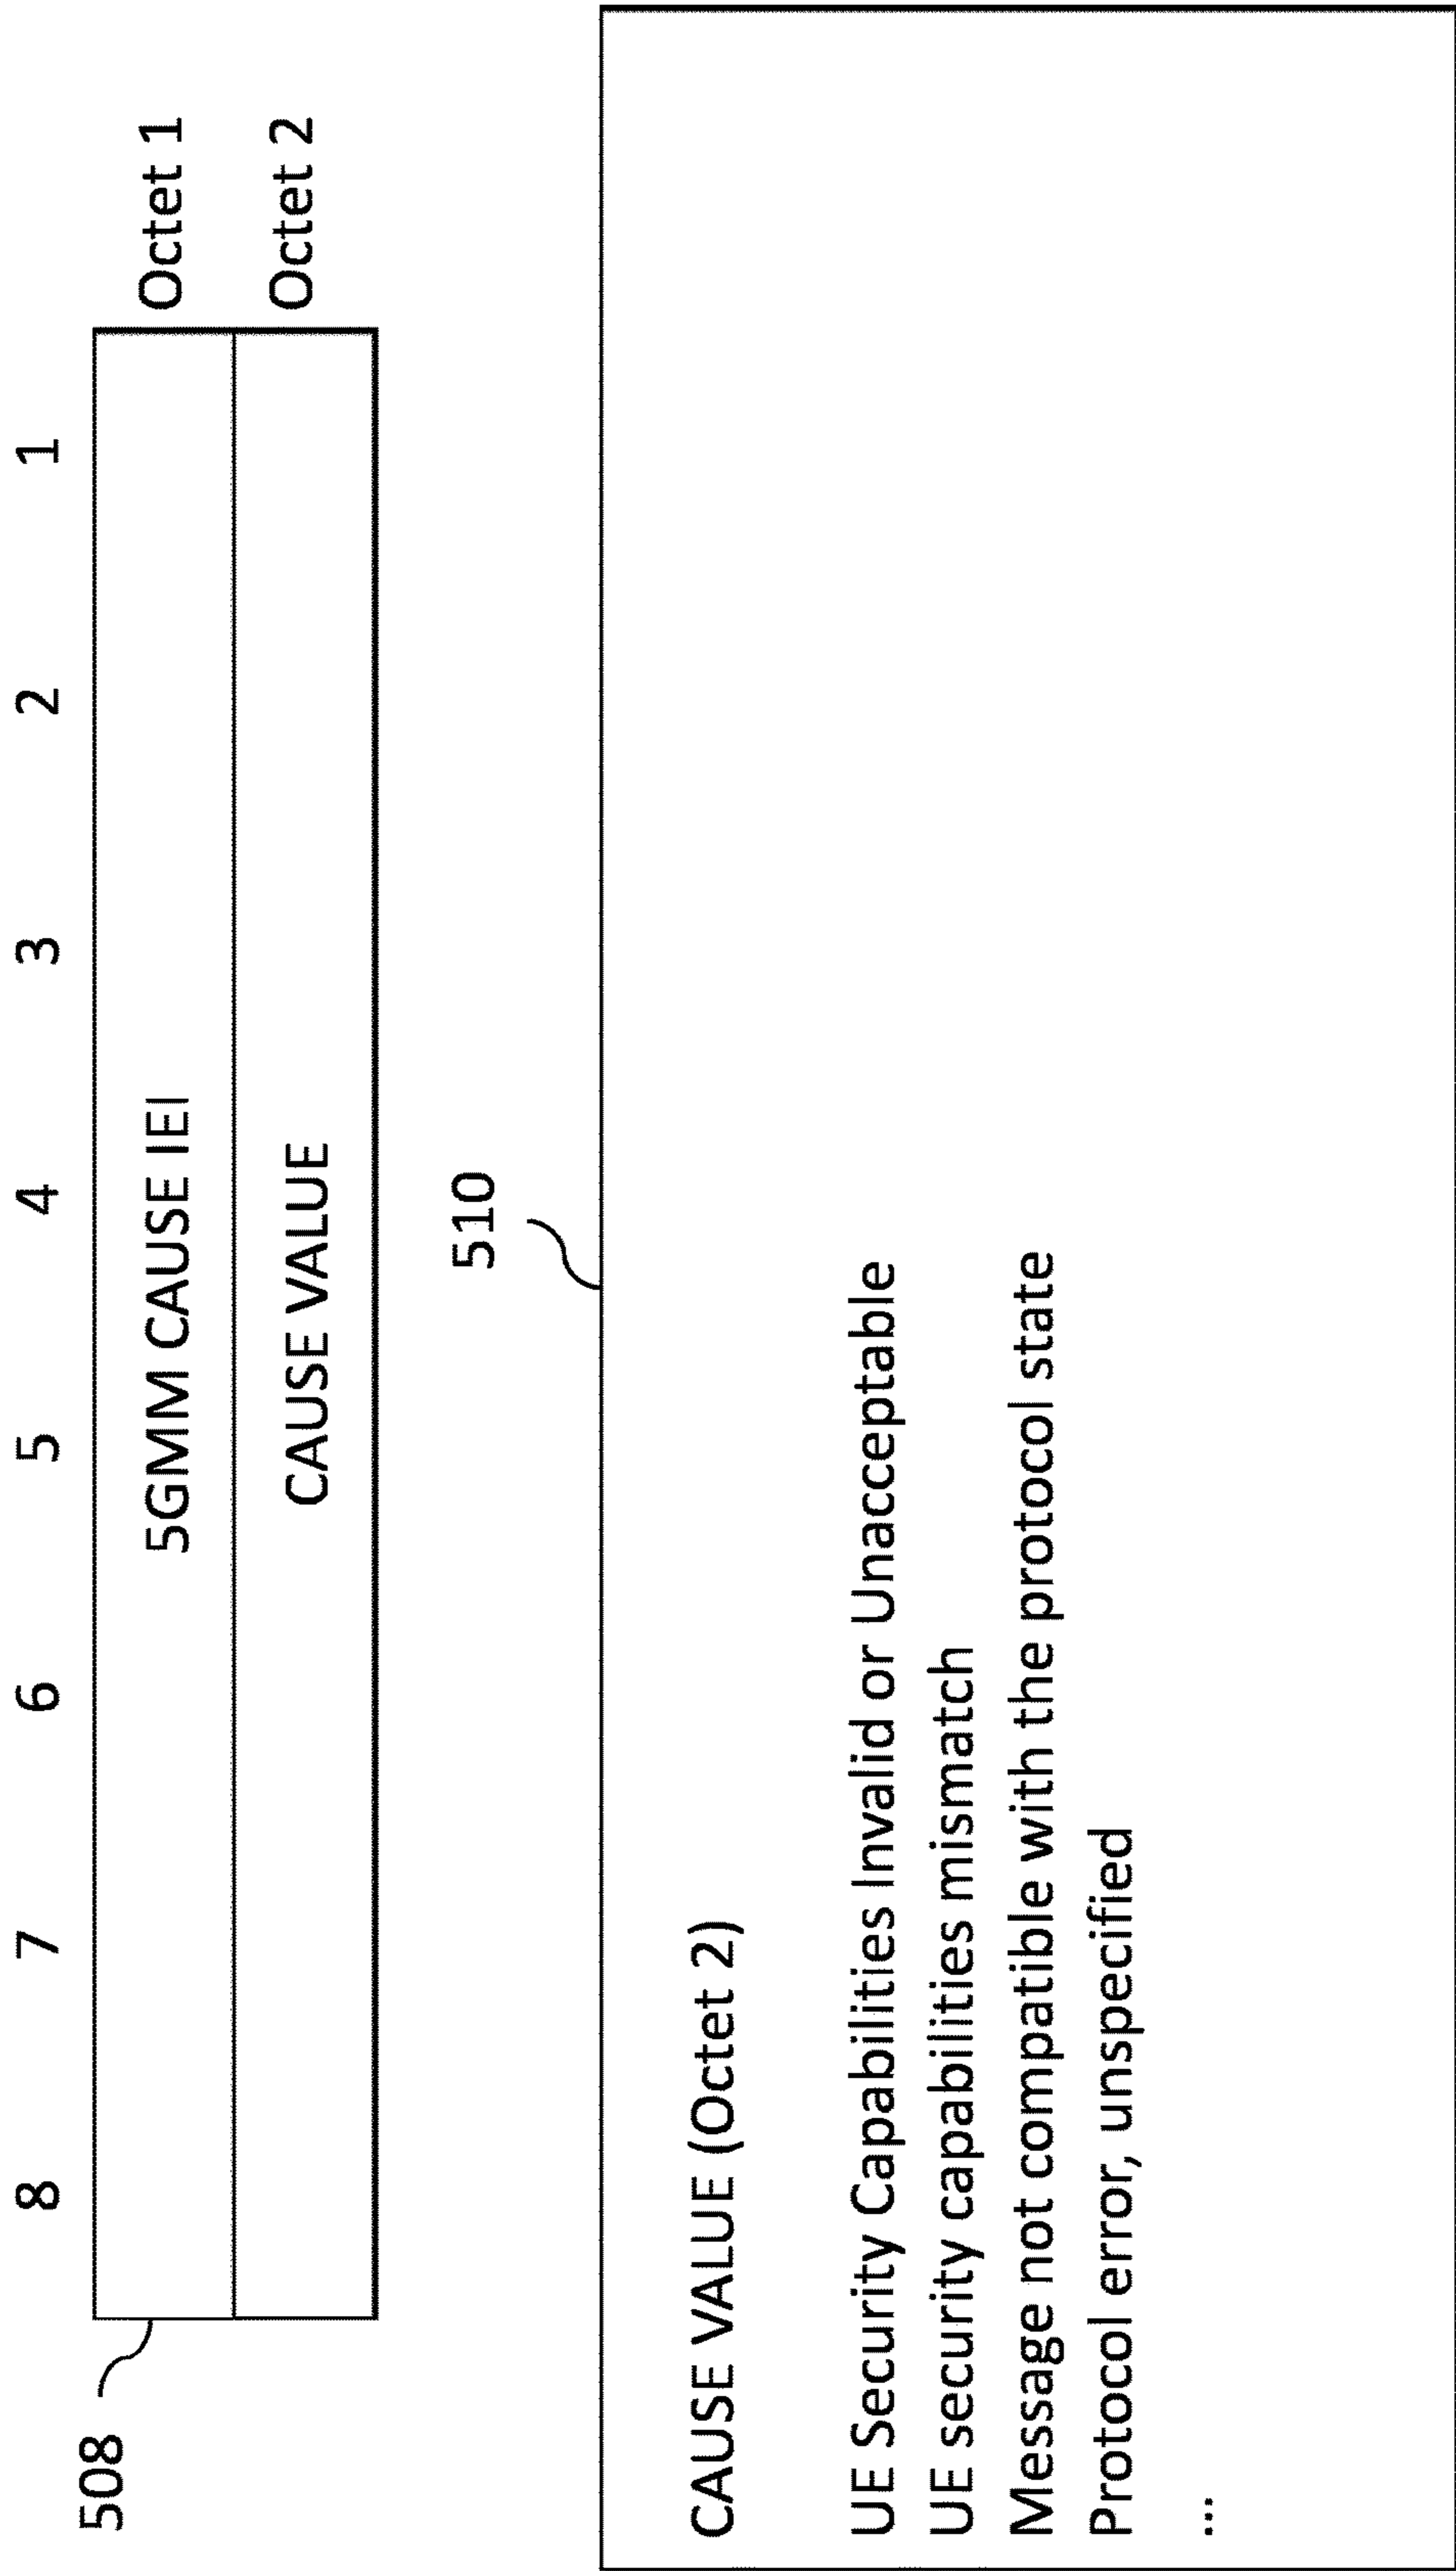 8 7 6 5 4 3 2 1
508
5GMM CAUSE IEI Octet 1
CAUSE VALUE Octet 2
510
CAUSE VALUE (Octet 2)
UE Security Capabilities Invalid or Unacceptable
UE security capabilities mismatch
Message not compatible with the protocol state
Protocol error, unspecified
...